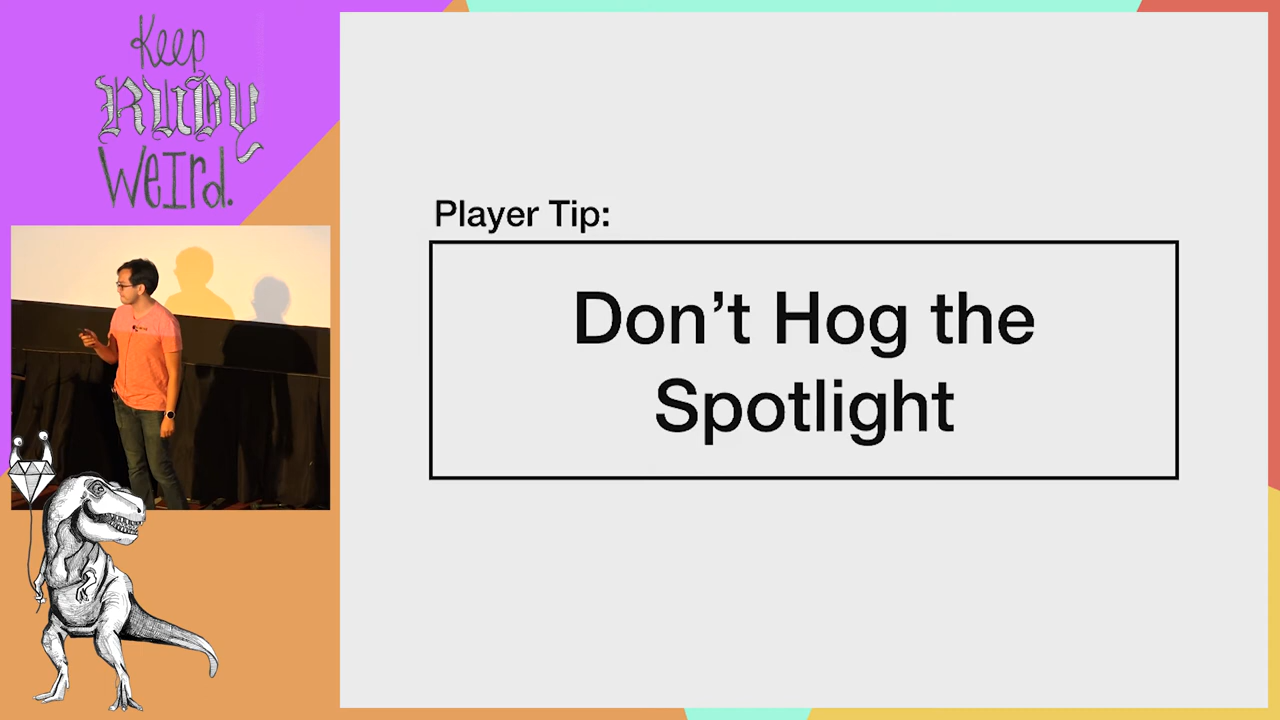 Keep
Ruby
Weird.
Player Tip:
Don’t Hog the
Spotlight